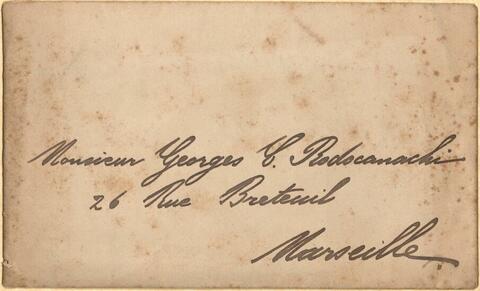 Monsieur Georges C. Rodocanachi
26 Rue Breteuil
Marseille